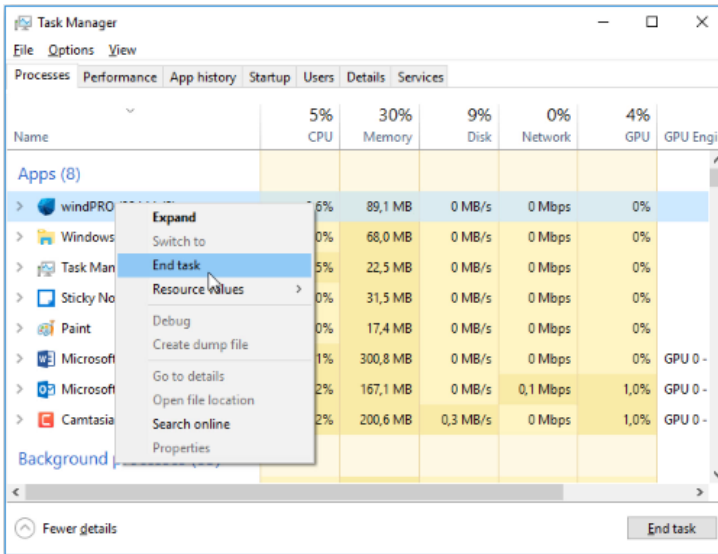 Task Manager
File Options View
Processes Performance App history Startup Users Details Services
5% 30% 9% 0% 4%
Name CPU Memory Disk Network GPU GPU Engi
Apps (8)
windPRO 6% 89,1 MB 0 MB/s 0 Mbps 0%
Expand
Windows 0% 68,0 MB 0 MB/s 0 Mbps 0%
Switch to
Task Man 5% 22,5 MB 0 MB/s 0 Mbps 0%
End task
Sticky No 0% 31,5 MB 0 MB/s 0 Mbps 0%
Resource values
Paint 0% 17,4 MB 0 MB/s 0 Mbps 0%
Debug
Create dump file
Microsoft 1% 300,8 MB 0 MB/s 0 Mbps 0% GPU 0 -
Go to details
Microsoft 2% 167,1 MB 0 MB/s 0,1 Mbps 1,0% GPU 0 -
Open file location
Camtasia 2% 200,6 MB 0,3 MB/s 0 Mbps 1,0% GPU 0 -
Search online
Properties
Background
Fewer details End task